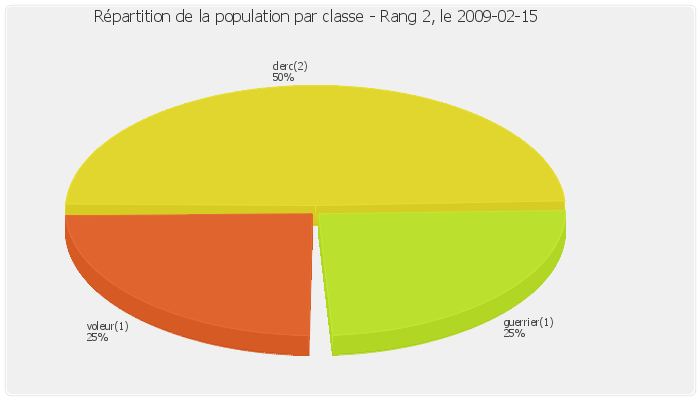 Répartition de la population par classe - Rang 2, le 2009-02-15
clerc(2)
50%
voleur(1)
25%
guerrier(1)
25%